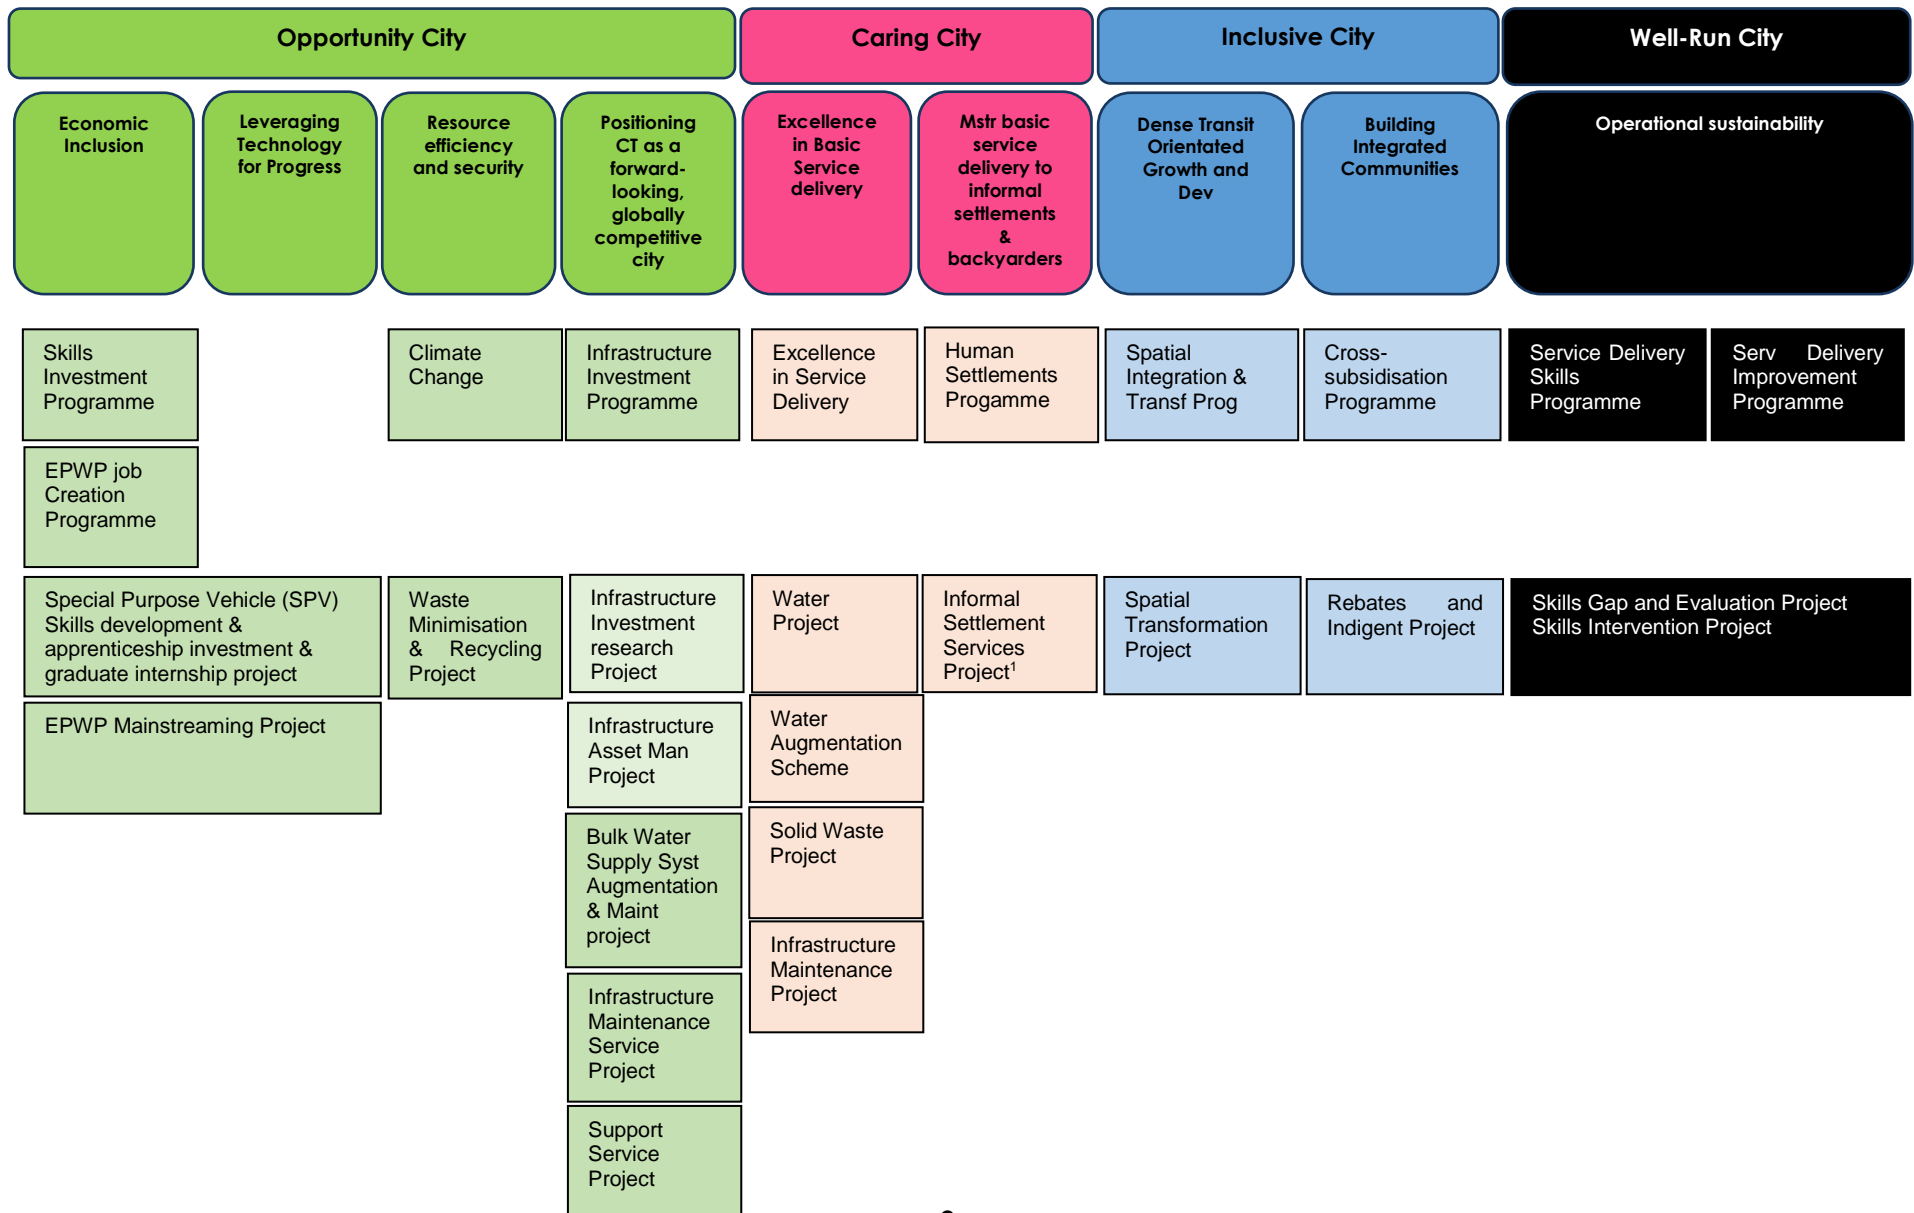 Opportunity City
Caring City
Inclusive City
Well-Run City
Economic
Inclusion
Leveraging
Technology
for Progress
Resource
efficiency
and security
Positioning
CT as a
forward-
looking,
globally
competitive
city
Excellence
in Basic
Service
delivery
Mstr basic
service
delivery to
informal
settlements
&
backyarders
Dense Transit
Orientated
Growth and
Dev
Building
Integrated
Communities
Operational sustainability
Skills
Investment
Programme
Climate
Change
Infrastructure
Investment
Programme
Excellence
in Service
Delivery
Human
Settlements
Progamme
Spatial
Integration &
Transf Prog
Cross-
subsidisation
Programme
Service Delivery
Skills
Programme
Serv Delivery
Improvement
Programme
EPWP job
Creation
Programme
Special Purpose Vehicle (SPV)
Skills development &
apprenticeship investment &
graduate internship project
Waste
Minimisation
& Recycling
Project
Infrastructure
Investment
research
Project
Water
Project
Informal
Settlement
Services
Project¹
Spatial
Transformation
Project
Rebates and
Indigent Project
Skills Gap and Evaluation Project
Skills Intervention Project
EPWP Mainstreaming Project
Infrastructure
Asset Man
Project
Water
Augmentation
Scheme
Bulk Water
Supply Syst
Augmentation
& Maint
project
Solid Waste
Project
Infrastructure
Maintenance
Project
Infrastructure
Maintenance
Service
Project
Support
Service
Project